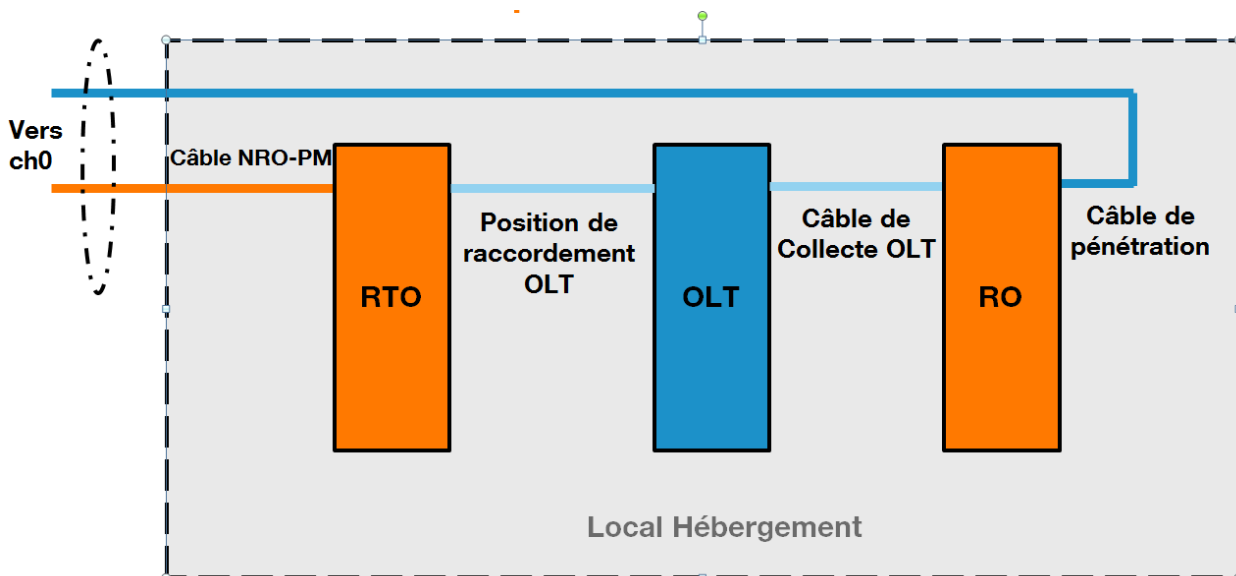 Vers
ch0
Câble NRO-PM
Position de
raccordement
OLT
Câble de
Collecte OLT
Câble de
pénétration
RTO
OLT
RO
Local Hébergement